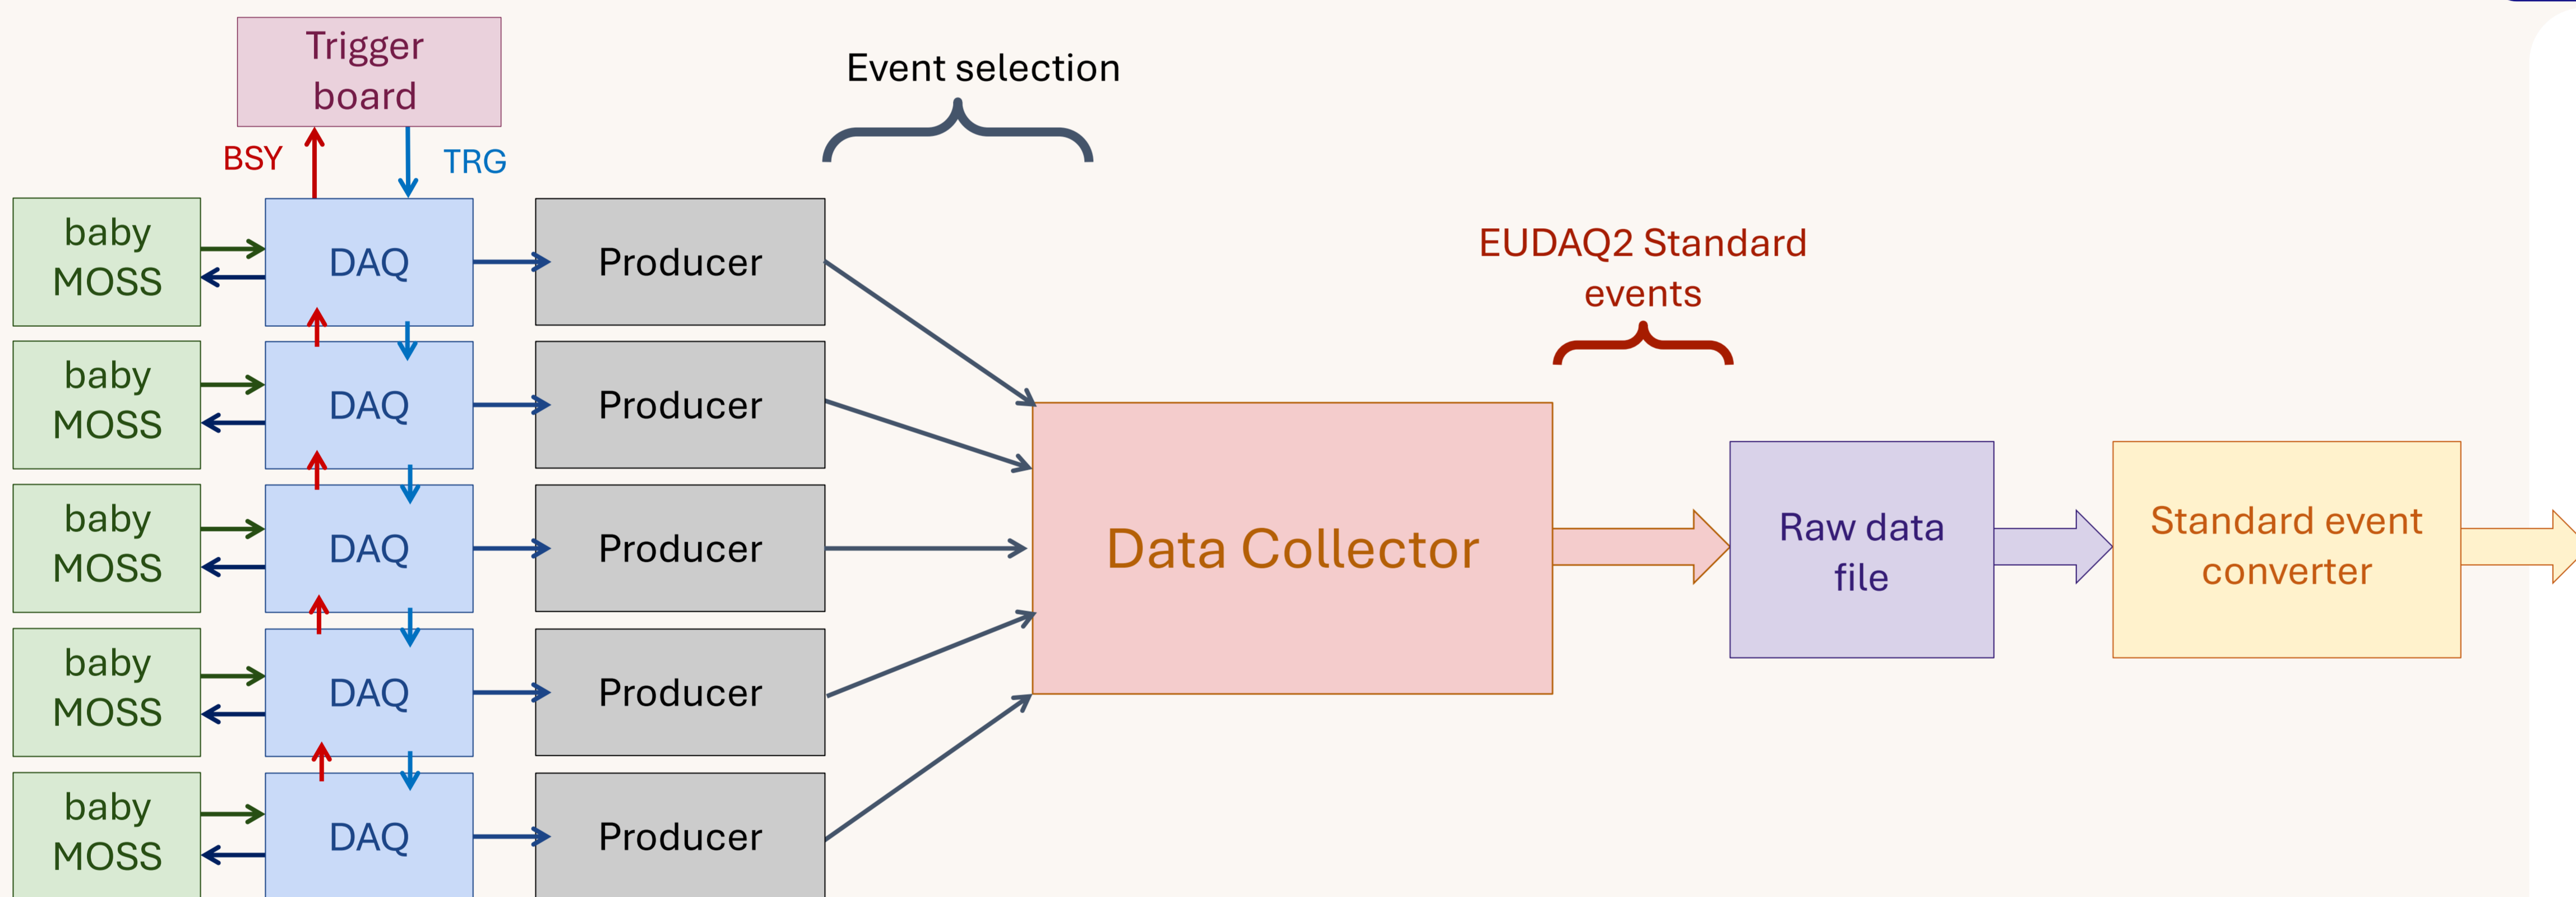 Trigger
board
Event selection
BSY
TRG
baby
MOSS
DAQ
Producer
EUDAQ2 Standard
events
baby
MOSS
DAQ
Producer
baby
MOSS
DAQ
Producer
Data Collector
Raw data
file
Standard event
converter
baby
MOSS
DAQ
Producer
baby
MOSS
DAQ
Producer